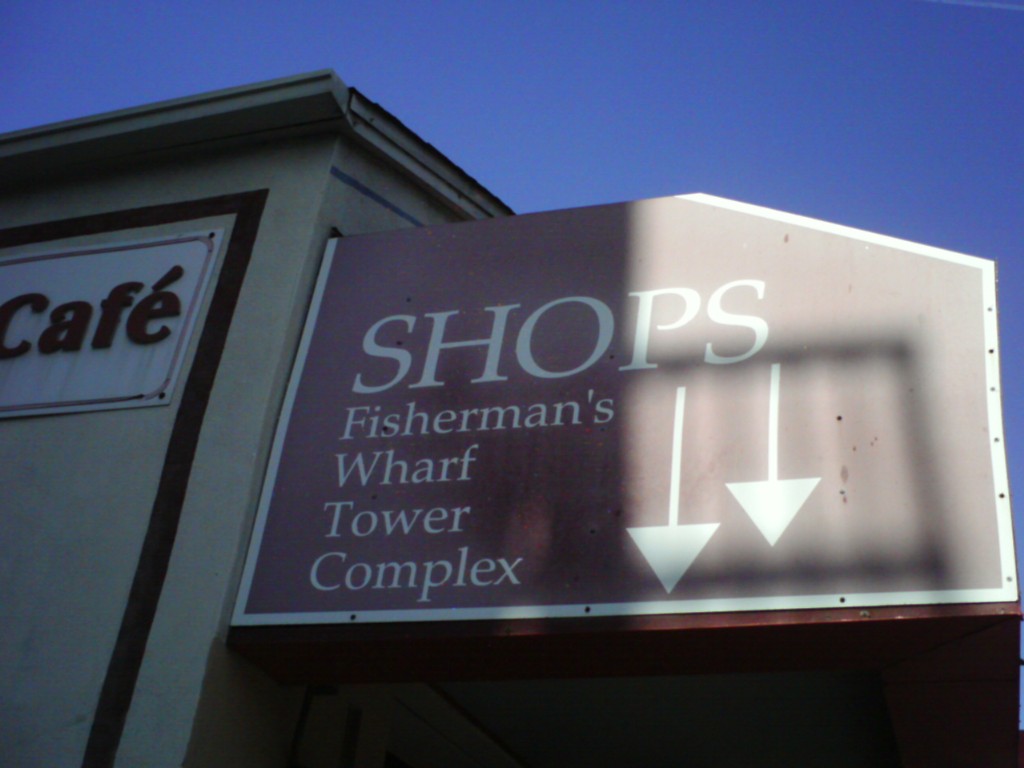 Café
SHOPS
Fisherman's
Wharf
Tower
Complex